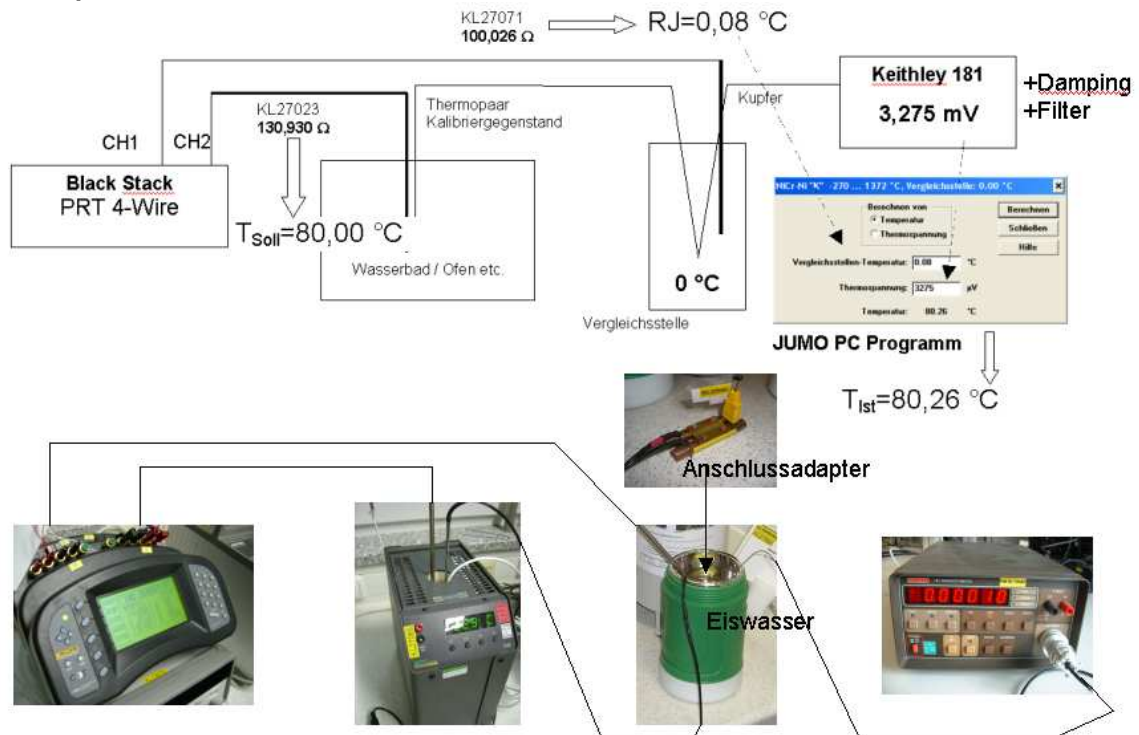 KL27071
100,026 Ω
RJ=0,08 °C
Keithley 181
3,275 mV
+Damping
+Filter
Kupfer
KL27023
130,930 Ω
Thermopaar
Kalibriergegenstand
CH1
CH2
Black Stack
PRT 4-Wire
TSoll=80,00 °C
Wasserbad / Ofen etc.
0 °C
Vergleichsstelle
NiCr-Ni "K" -270 ... 1372 °C, Vergleichsstelle: 0.00 °C
Berechnen von
Temperatur
Thermospannung
Berechnen
Schließen
Hilfe
Vergleichsstellen-Temperatur: 0.08 °C
Thermospannung: 3275 µV
Temperatur: 80.26 °C
JUMO PC Programm
TIst=80,26 °C
Anschlussadapter
Eiswasser